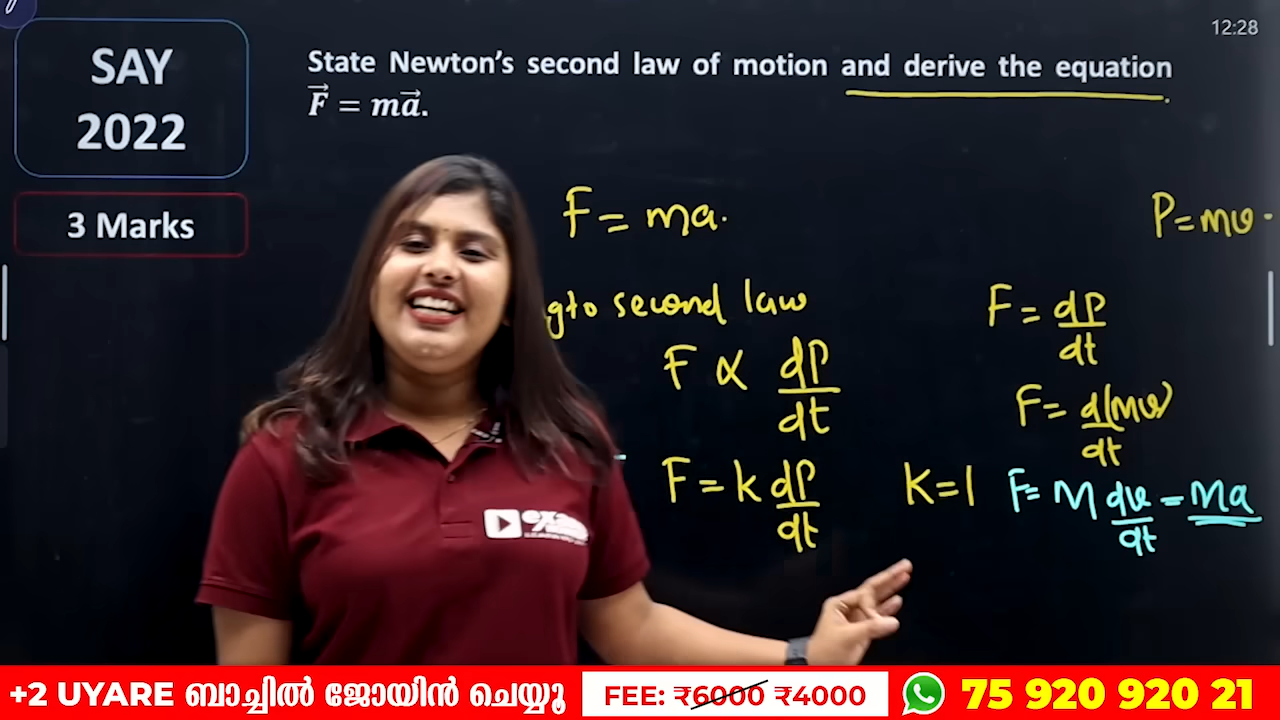 12:28
SAY
2022
3 Marks
State Newton's second law of motion and derive the equation
F⃗ = ma⃗.
F = ma.
P = mv.
to second law
F ∝ dP/dt
F = k dP/dt
K = 1
F = dP/dt
F = d(mv)/dt
F = M dv/dt = Ma
+2 UYARE ബാച്ചിൽ ജോയിൻ ചെയ്യൂ
FEE: ₹6000 ₹4000
75 920 920 21